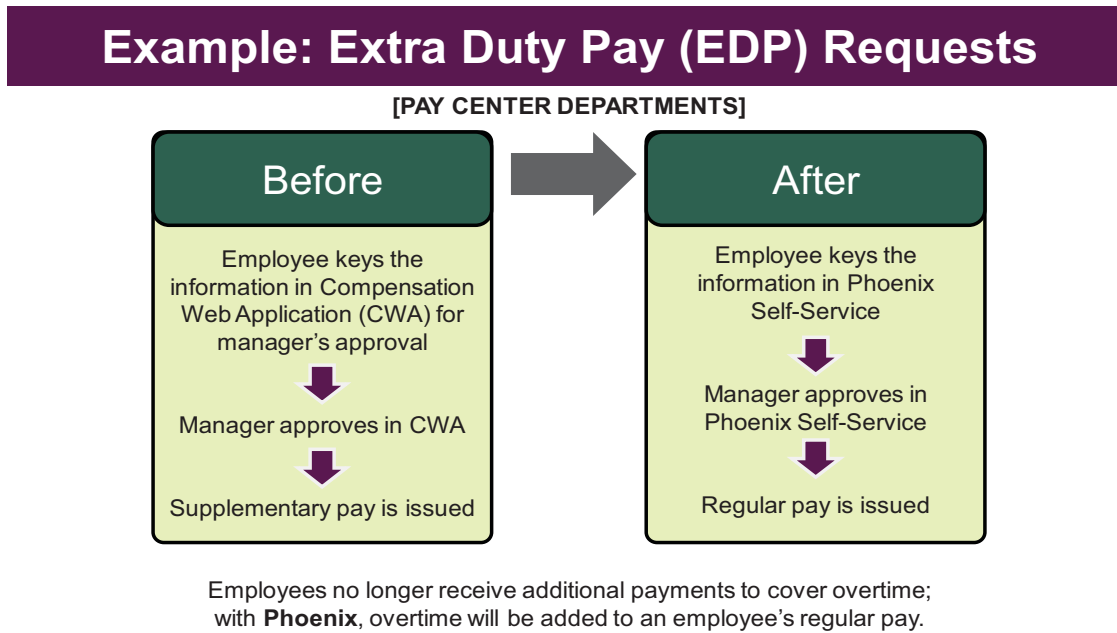 Example: Extra Duty Pay (EDP) Requests
[PAY CENTER DEPARTMENTS]
Before
Employee keys the
information in Compensation
Web Application (CWA) for
manager's approval
Manager approves in CWA
Supplementary pay is issued
After
Employee keys the
information in Phoenix
Self-Service
Manager approves in
Phoenix Self-Service
Regular pay is issued
Employees no longer receive additional payments to cover overtime;
with Phoenix, overtime will be added to an employee's regular pay.